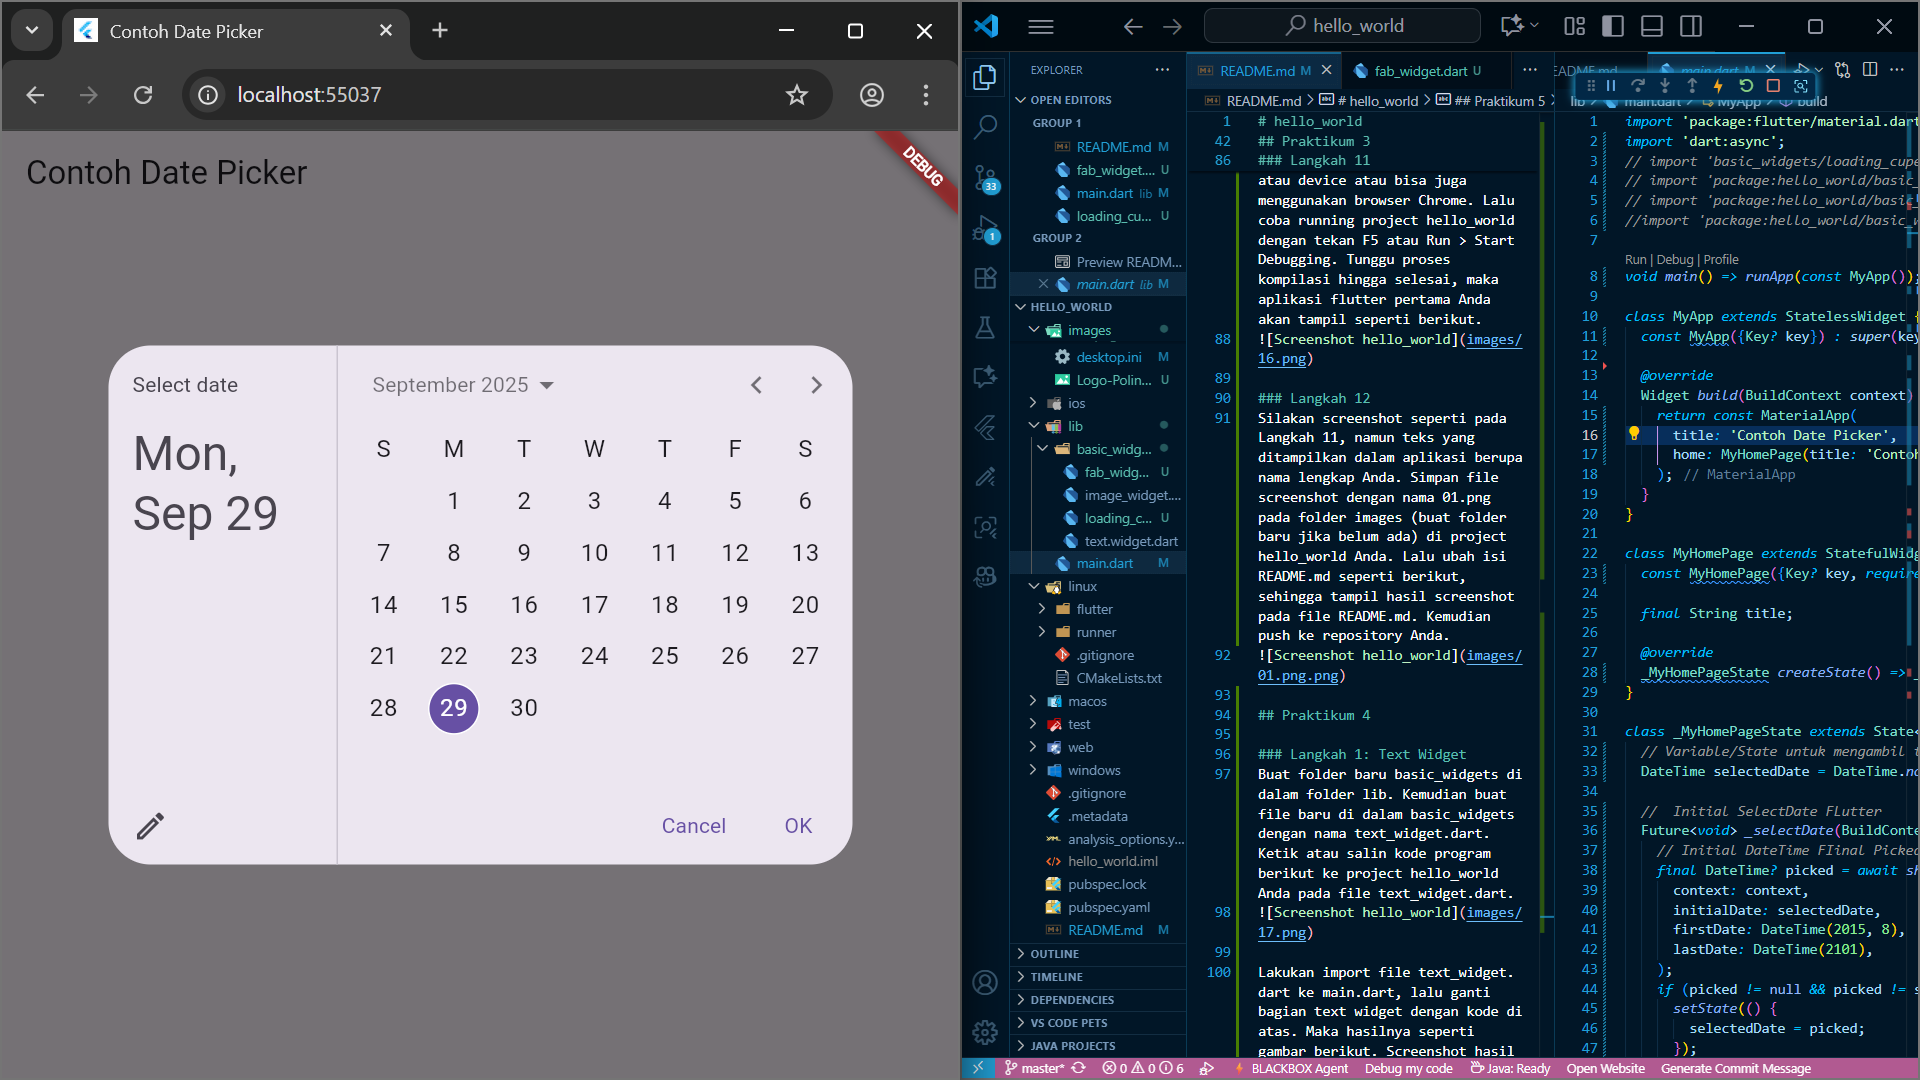 Contoh Date Picker
localhost:55037
Contoh Date Picker
DEBUG
Select date
Mon,
Sep 29
September 2025
S M T W T F S
1 2 3 4 5 6
7 8 9 10 11 12 13
14 15 16 17 18 19 20
21 22 23 24 25 26 27
28 29 30
Cancel OK
hello_world
EXPLORER
OPEN EDITORS
GROUP 1
README.md M
fab_widget.... U
main.dart lib M
loading_cu... U
GROUP 2
Preview READM...
main.dart lib M
HELLO_WORLD
images
desktop.ini M
Logo-Polin... U
ios
lib
basic_widg...
fab_widg... U
image_widget....
loading_c... U
text.widget.dart
main.dart M
linux
flutter
runner
.gitignore
CMakeLists.txt
macos
test
web
windows
.gitignore
.metadata
analysis_options.y...
hello_world.iml
pubspec.lock
pubspec.yaml
README.md M
OUTLINE
TIMELINE
DEPENDENCIES
VS CODE PETS
JAVA PROJECTS
33
1
README.md M
fab_widget.dart U
README.md > # hello_world > ## Praktikum 5 >
1 # hello_world
42 ## Praktikum 3
86 ### Langkah 11
atau device atau bisa juga
menggunakan browser Chrome. Lalu
coba running project hello_world
dengan tekan F5 atau Run > Start
Debugging. Tunggu proses
kompilasi hingga selesai, maka
aplikasi flutter pertama Anda
akan tampil seperti berikut.
88 ![Screenshot hello_world](images/
16.png)
89
90 ### Langkah 12
91 Silakan screenshot seperti pada
Langkah 11, namun teks yang
ditampilkan dalam aplikasi berupa
nama lengkap Anda. Simpan file
screenshot dengan nama 01.png
pada folder images (buat folder
baru jika belum ada) di project
hello_world Anda. Lalu ubah isi
README.md seperti berikut,
sehingga tampil hasil screenshot
pada file README.md. Kemudian
push ke repository Anda.
92 ![Screenshot hello_world](images/
01.png.png)
93
94 ## Praktikum 4
95
96 ### Langkah 1: Text Widget
97 Buat folder baru basic_widgets di
dalam folder lib. Kemudian buat
file baru di dalam basic_widgets
dengan nama text_widget.dart.
Ketik atau salin kode program
berikut ke project hello_world
Anda pada file text_widget.dart.
98 ![Screenshot hello_world](images/
17.png)
99
100 Lakukan import file text_widget.
dart ke main.dart, lalu ganti
bagian text widget dengan kode di
atas. Maka hasilnya seperti
gambar berikut. Screenshot hasil
README.md
main.dart M
lib > main.dart > MyApp > build
1 import 'package:flutter/material.dart
2 import 'dart:async';
3 // import 'basic_widgets/loading_cupe
4 // import 'package:hello_world/basic_
5 // import 'package:hello_world/basic_
6 //import 'package:hello_world/basic_w
7
Run | Debug | Profile
8 void main() => runApp(const MyApp());
9
10 class MyApp extends StatelessWidget {
11 const MyApp({Key? key}) : super(key
12
13 @override
14 Widget build(BuildContext context)
15 return const MaterialApp(
16 title: 'Contoh Date Picker',
17 home: MyHomePage(title: 'Contoh
18 ); // MaterialApp
19 }
20 }
21
22 class MyHomePage extends StatefulWidg
23 const MyHomePage({Key? key, require
24
25 final String title;
26
27 @override
28 _MyHomePageState createState() =>
29 }
30
31 class _MyHomePageState extends State<
32 // Variable/State untuk mengambil t
33 DateTime selectedDate = DateTime.no
34
35 //  Initial SelectDate Flutter
36 Future<void> _selectDate(BuildConte
37 // Initial DateTime FIinal Picked
38 final DateTime? picked = await sh
39 context: context,
40 initialDate: selectedDate,
41 firstDate: DateTime(2015, 8),
42 lastDate: DateTime(2101),
43 );
44 if (picked != null && picked != s
45 setState(() {
46 selectedDate = picked;
47 });
master* 0 0 6 BLACKBOX Agent Debug my code Java: Ready Open Website Generate Commit Message